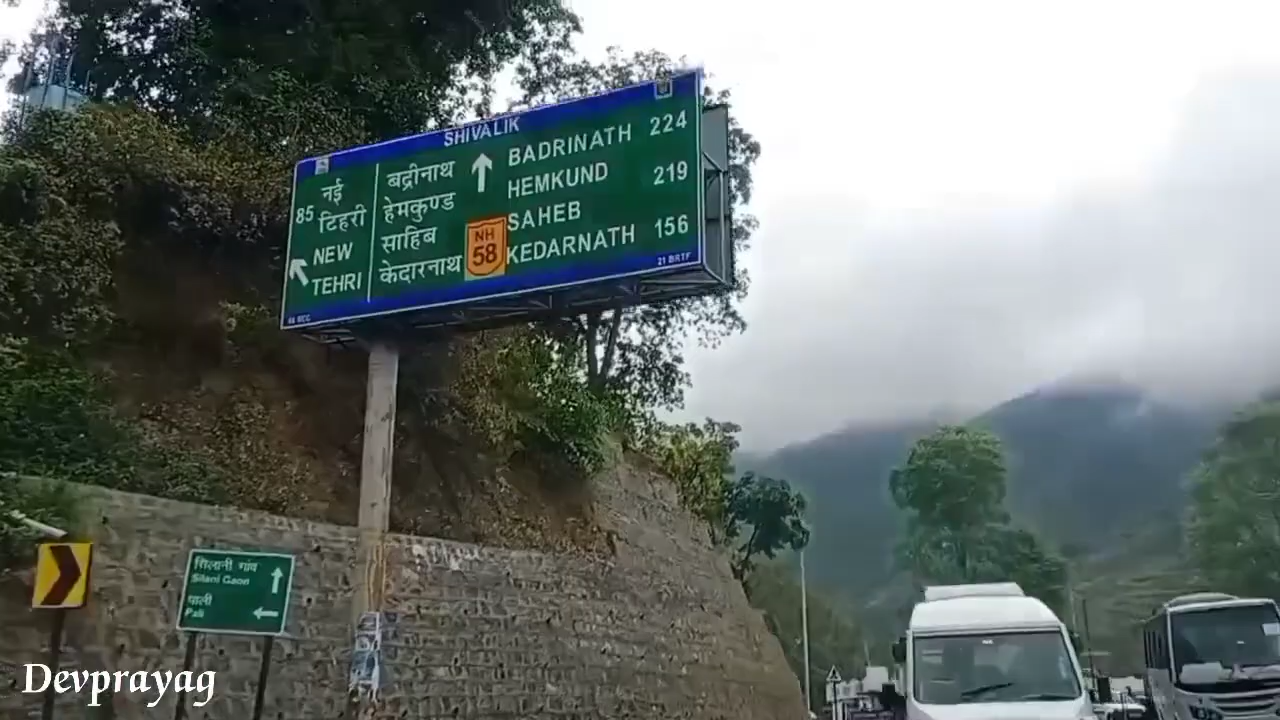 SHIVALIK
नई
85 टिहरी
NEW
TEHRI
बद्रीनाथ
हेमकुण्ड
साहिब
केदारनाथ
NH
58
BADRINATH 224
HEMKUND 219
SAHEB
KEDARNATH 156
21 BRTF
सिलानी गांव
Silani Gaon
पाली
Pali
Devprayag